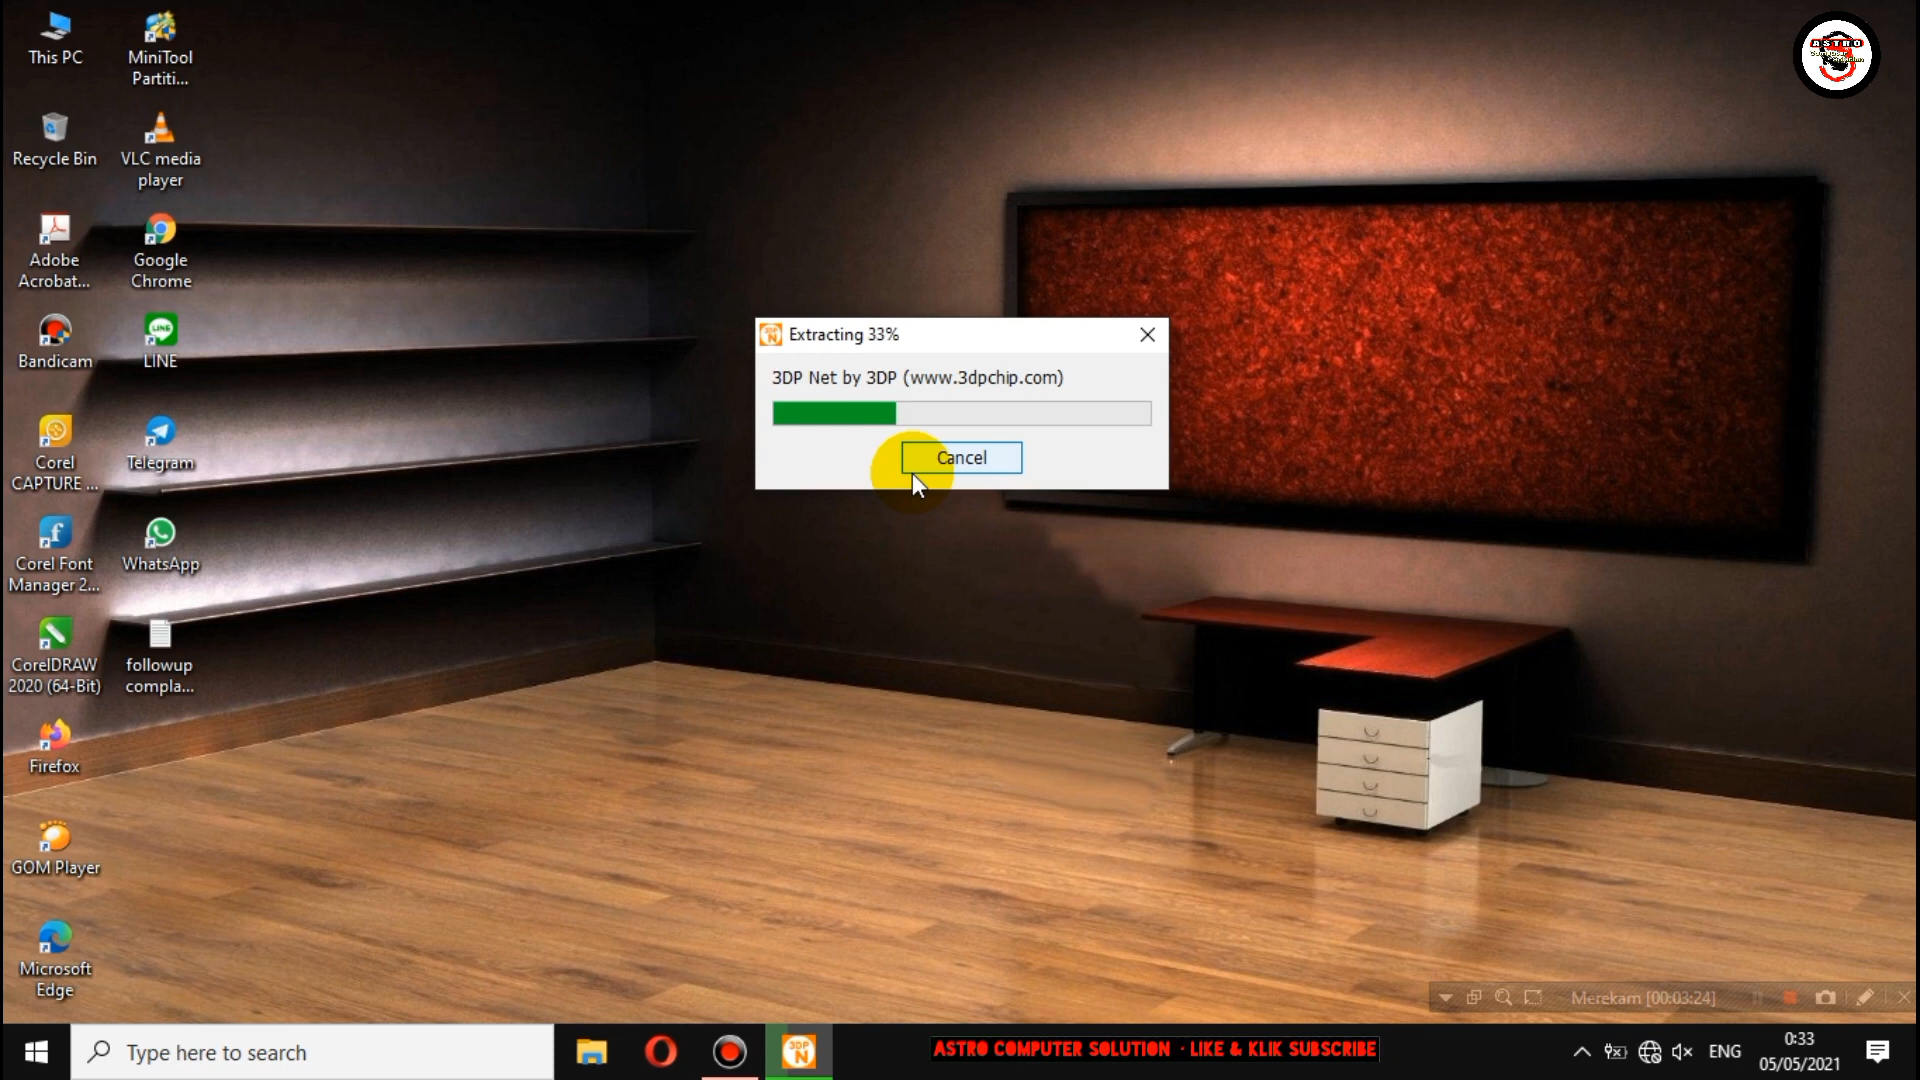 This PC
MiniTool
Partiti...
Recycle Bin
VLC media
player
Adobe
Acrobat...
Google
Chrome
Bandicam
LINE
Corel
CAPTURE ...
Telegram
Corel Font
Manager 2...
WhatsApp
CorelDRAW
2020 (64-Bit)
followup
compla...
Firefox
GOM Player
Microsoft
Edge
Extracting 33%
3DP Net by 3DP (www.3dpchip.com)
Cancel
ASTRO
Merekam [00:03:24]
Type here to search
3DP
N
ASTRO COMPUTER SOLUTION · LIKE & KLIK SUBSCRIBE
ENG
0:33
05/05/2021